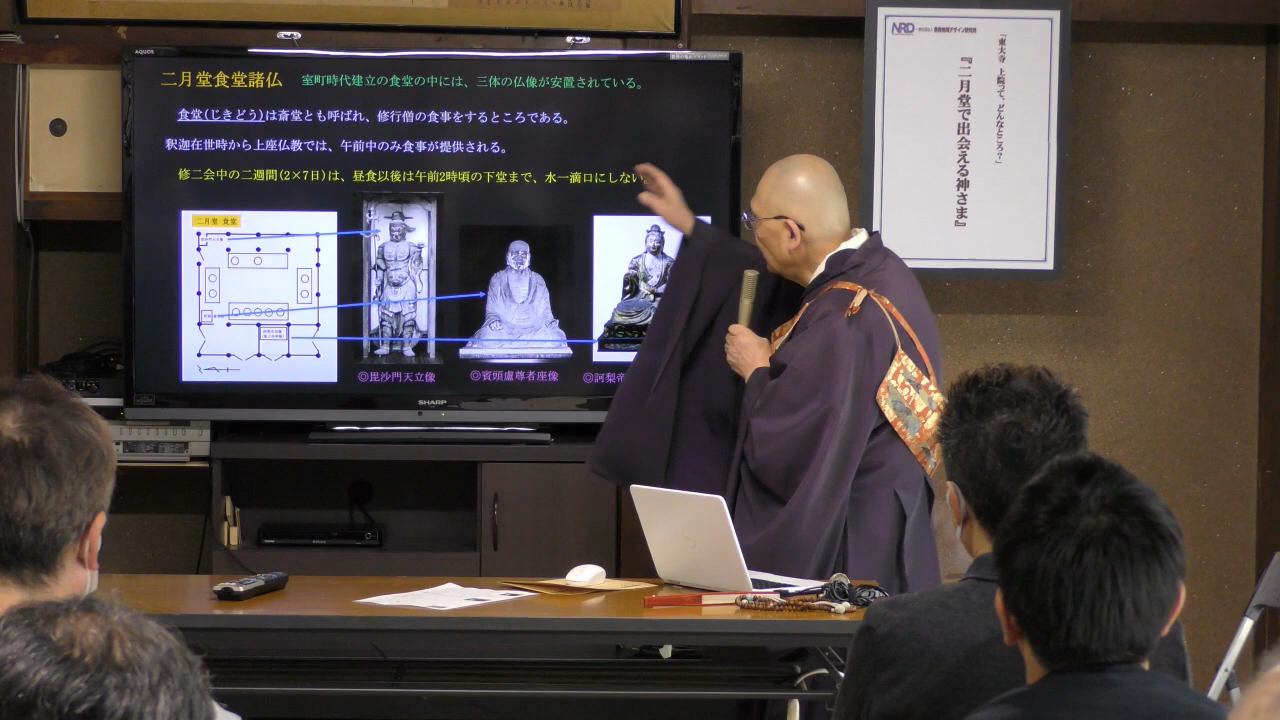 AQUOS
二月堂食堂諸仏 室町時代建立の食堂の中には、三体の仏像が安置されている。
食堂(じきどう)は斎堂とも呼ばれ、修行僧の食事をするところである。
釈迦在世時から上座仏教では、午前中のみ食事が提供される。
修二会中の二週間(2×7日)は、昼食以後は午前2時頃の下堂まで、水一滴口にしない。
二月堂 食堂
◎毘沙門天立像
◎賓頭盧尊者座像
◎訶梨帝
SHARP
NRD
「東大寺 上院って、どんなところ？」
『二月堂で出会える神さま』